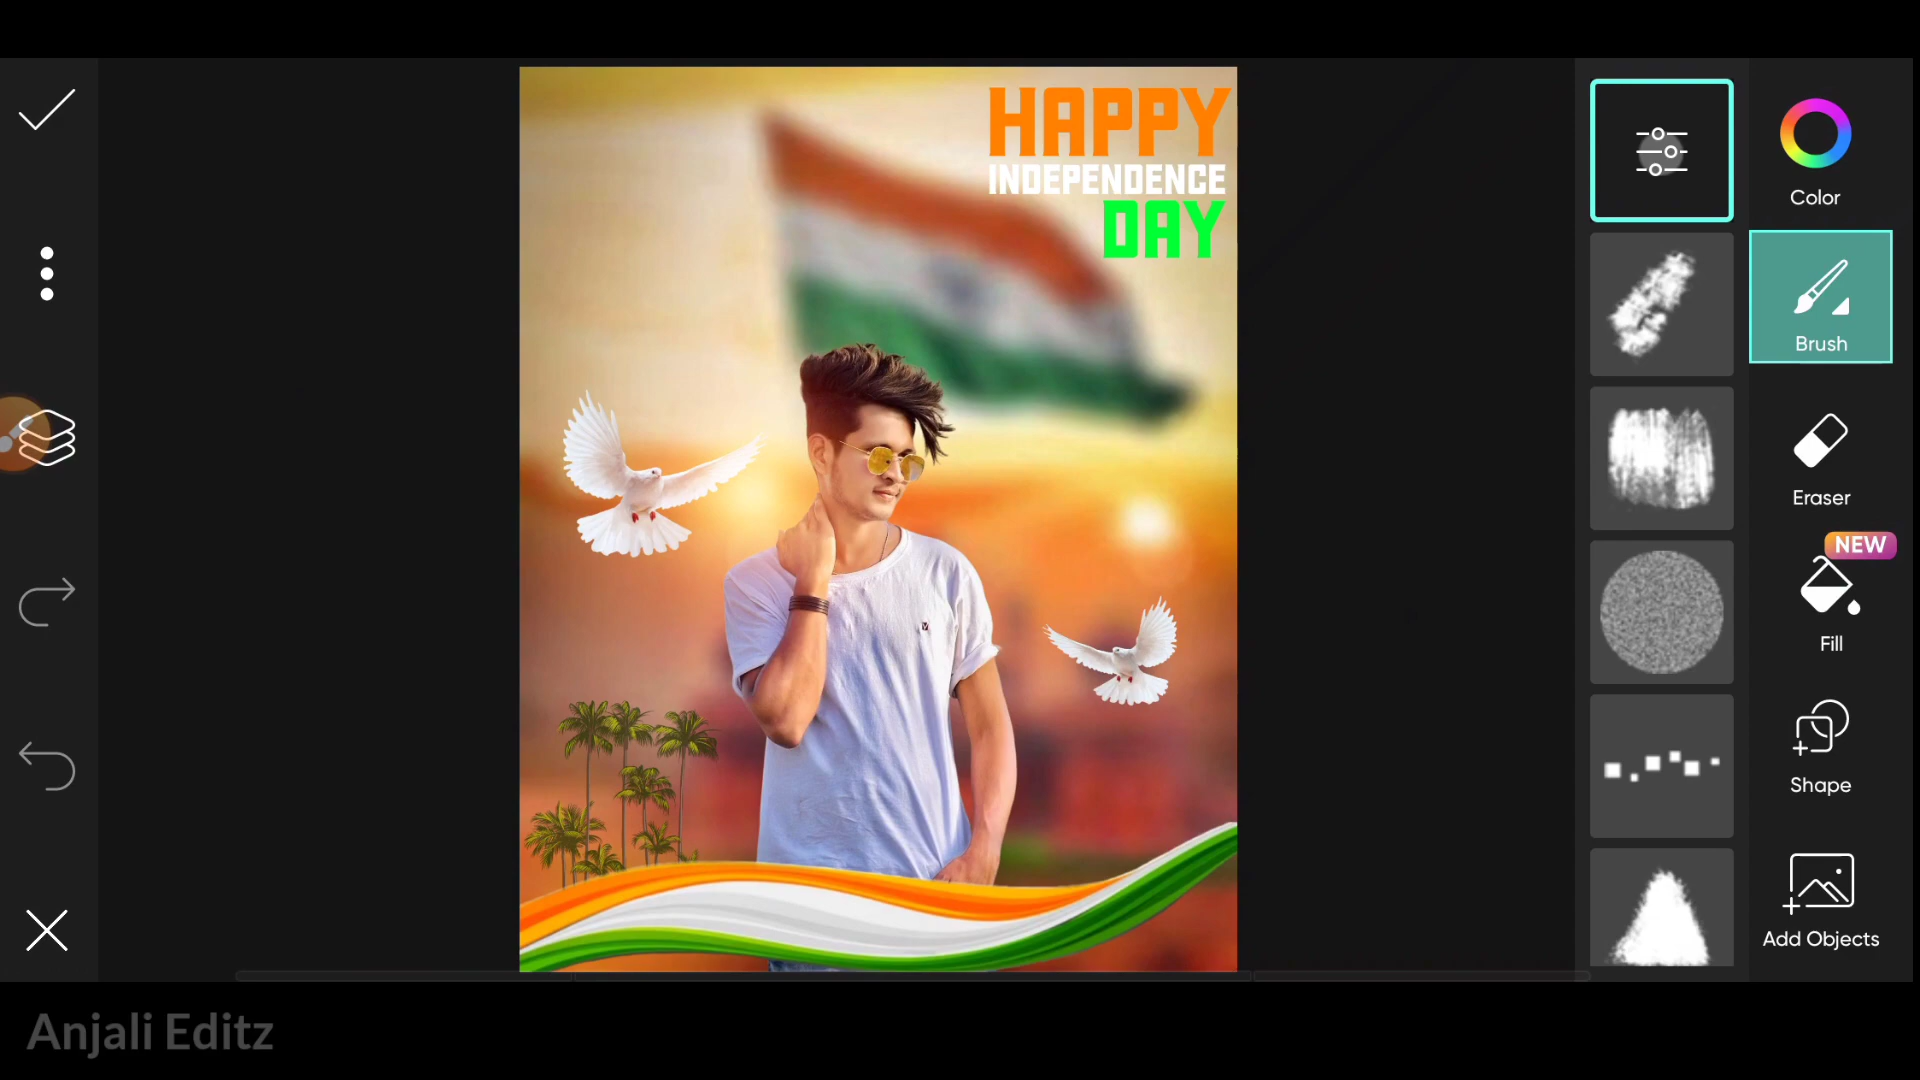 HAPPY
INDEPENDENCE
DAY
Color
Brush
Eraser
NEW
Fill
Shape
Add Objects
Anjali Editz